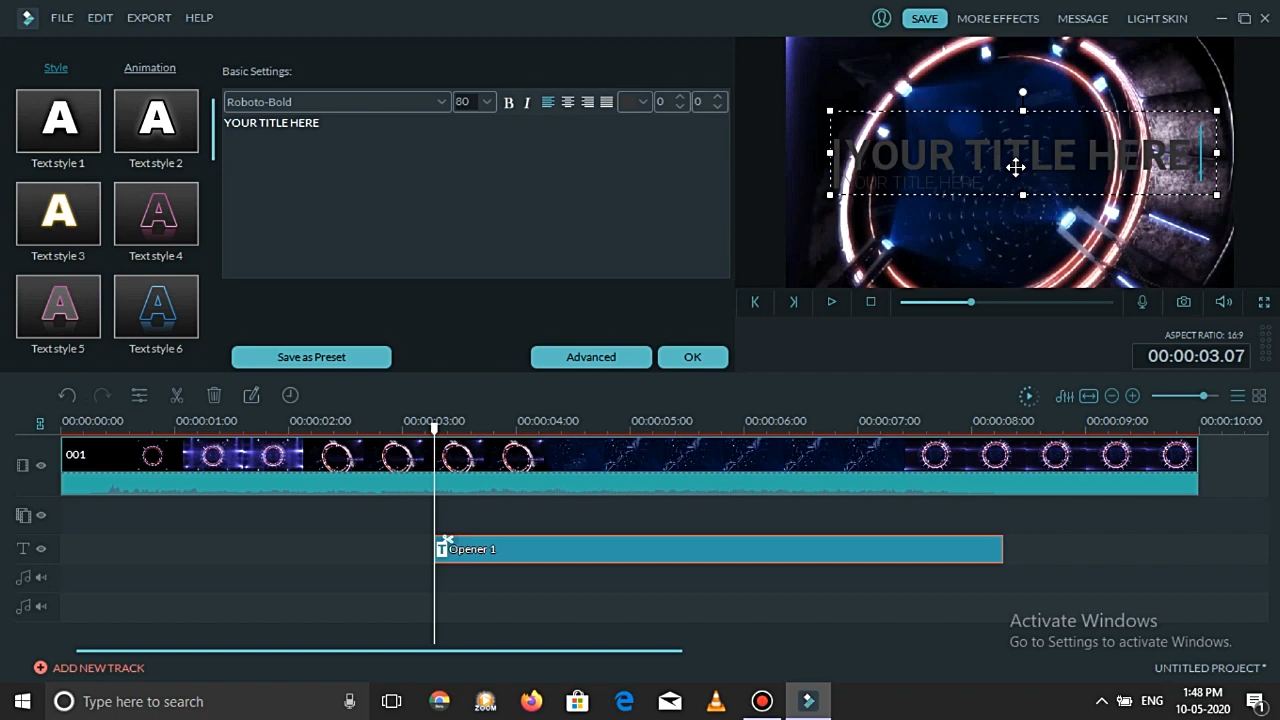 FILE EDIT EXPORT HELP
SAVE MORE EFFECTS MESSAGE LIGHT SKIN
Style Animation
Basic Settings:
Roboto-Bold 80 B I 0 0
YOUR TITLE HERE
A A
Text style 1 Text style 2
A A
Text style 3 Text style 4
A A
Text style 5 Text style 6
Save as Preset Advanced OK
YOUR TITLE HERE
YOUR TITLE HERE
ASPECT RATIO: 16:9
00:00:03.07
00:00:00:00 00:00:01:00 00:00:02:00 00:00:03:00 00:00:04:00 00:00:05:00 00:00:06:00 00:00:07:00 00:00:08:00 00:00:09:00 00:00:10:00
001
T T Opener 1
Activate Windows
Go to Settings to activate Windows.
ADD NEW TRACK UNTITLED PROJECT*
Type here to search
ZOOM
ENG
1:48 PM
10-05-2020
1